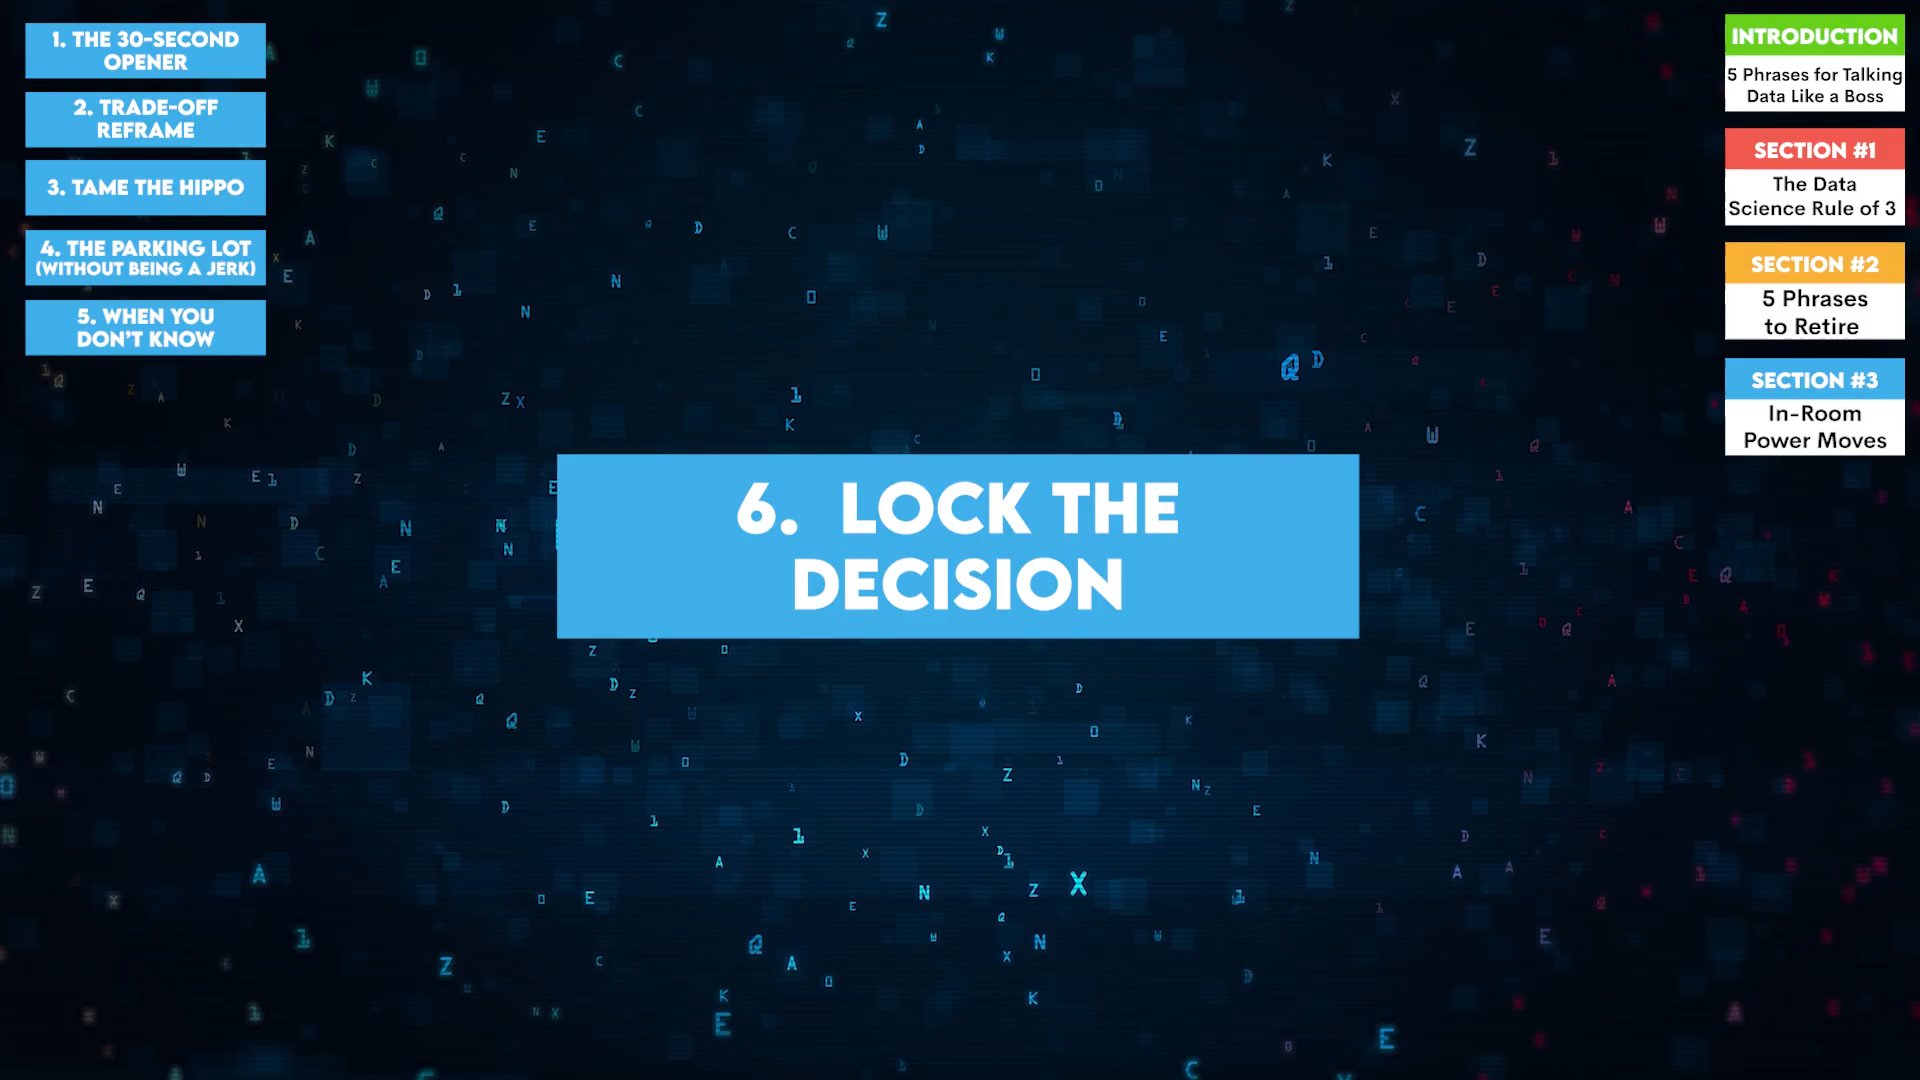 1. THE 30-SECOND
OPENER
2. TRADE-OFF
REFRAME
3. TAME THE HIPPO
4. THE PARKING LOT
(WITHOUT BEING A JERK)
5. WHEN YOU
DON'T KNOW
6. LOCK THE
DECISION
INTRODUCTION
5 Phrases for Talking
Data Like a Boss
SECTION #1
The Data
Science Rule of 3
SECTION #2
5 Phrases
to Retire
SECTION #3
In-Room
Power Moves